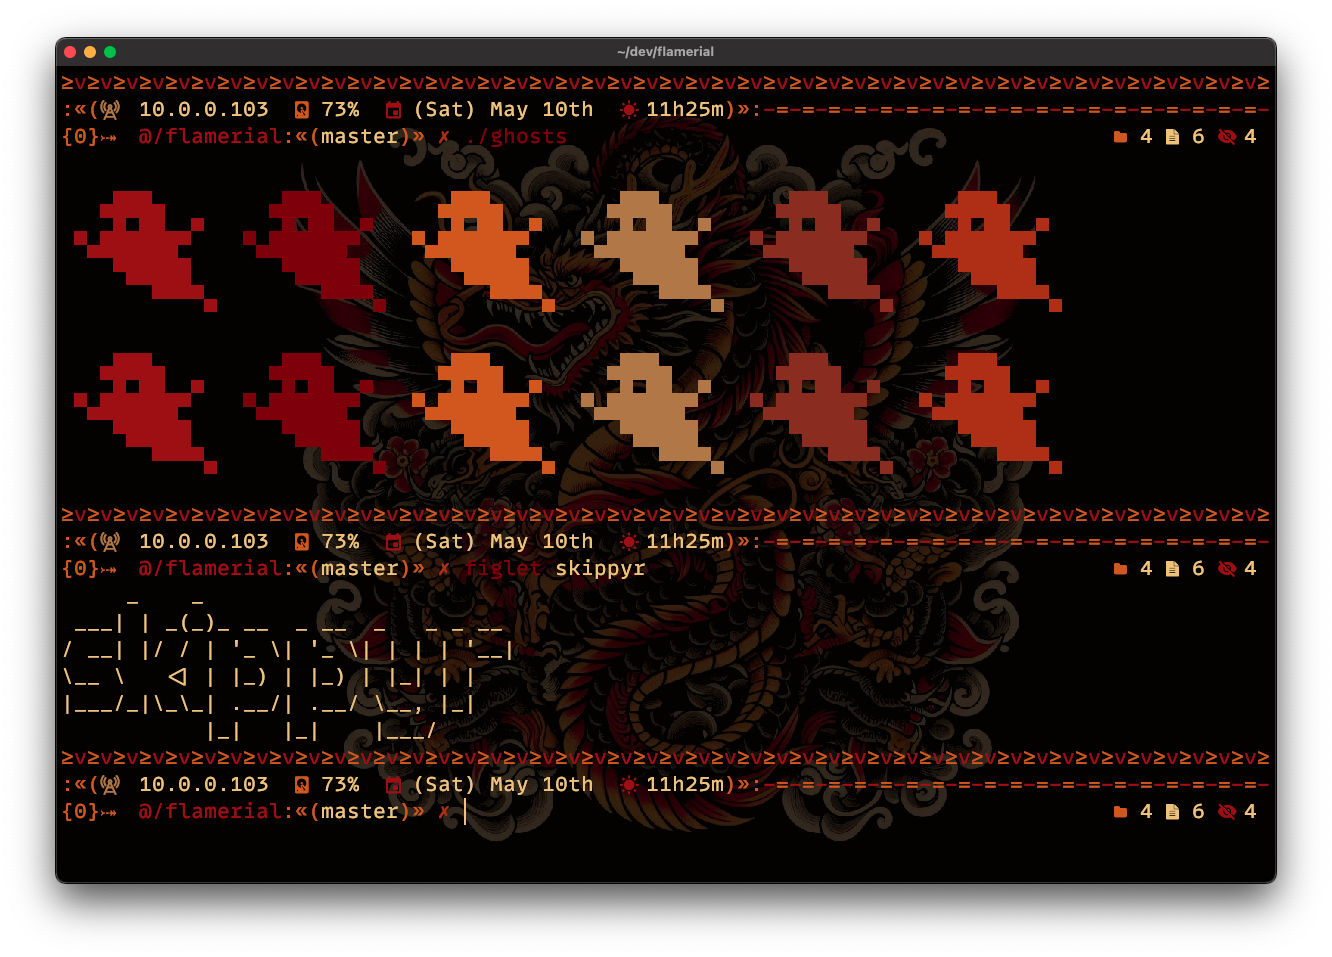 ~/dev/flamerial
≥v≥v≥v≥v≥v≥v≥v≥v≥v≥v≥v≥v≥v≥v≥v≥v≥v≥v≥v≥v≥v≥v≥v≥v≥v≥v≥v≥v≥v≥v≥v≥v≥v≥v≥v≥v≥v≥v≥v≥v≥v≥v≥v≥v≥v≥v≥
:«( 10.0.0.103 73% (Sat) May 10th 11h25m)»:-=-=-=-=-=-=-=-=-=-=-=-=-=-=-=-=-=-=-=-
{0}⤐ @/flamerial:«(master)» ✗ ./ghosts 4 6 4
≥v≥v≥v≥v≥v≥v≥v≥v≥v≥v≥v≥v≥v≥v≥v≥v≥v≥v≥v≥v≥v≥v≥v≥v≥v≥v≥v≥v≥v≥v≥v≥v≥v≥v≥v≥v≥v≥v≥v≥v≥v≥v≥v≥v≥v≥v≥
:«( 10.0.0.103 73% (Sat) May 10th 11h25m)»:-=-=-=-=-=-=-=-=-=-=-=-=-=-=-=-=-=-=-=-
{0}⤐ @/flamerial:«(master)» ✗ figlet skippyr 4 6 4
     _    _
 ___| | _(_)_ __  _ __  _   _ _ __
/ __| |/ / | '_ \| '_ \| | | | '__|
\__ \   <| | |_) | |_) | |_| | |
|___/_|\_\_| .__/| .__/ \__, |_|
           |_|   |_|    |___/
≥v≥v≥v≥v≥v≥v≥v≥v≥v≥v≥v≥v≥v≥v≥v≥v≥v≥v≥v≥v≥v≥v≥v≥v≥v≥v≥v≥v≥v≥v≥v≥v≥v≥v≥v≥v≥v≥v≥v≥v≥v≥v≥v≥v≥v≥v≥
:«( 10.0.0.103 73% (Sat) May 10th 11h25m)»:-=-=-=-=-=-=-=-=-=-=-=-=-=-=-=-=-=-=-=-
{0}⤐ @/flamerial:«(master)» ✗ 4 6 4